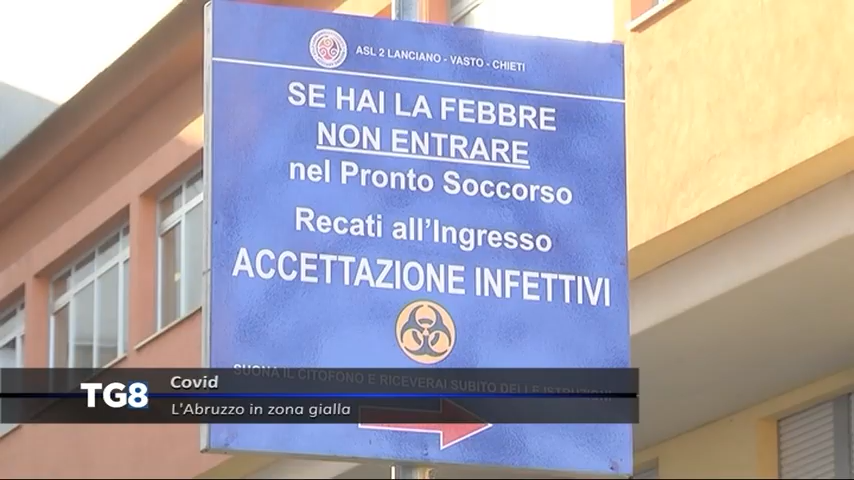 ASL 2 LANCIANO - VASTO - CHIETI
SE HAI LA FEBBRE
NON ENTRARE
nel Pronto Soccorso
Recati all'Ingresso
ACCETTAZIONE INFETTIVI
SUONA IL CITOFONO E RICEVERAI SUBITO DELLE ISTRUZIONI
TG8
Covid
L'Abruzzo in zona gialla